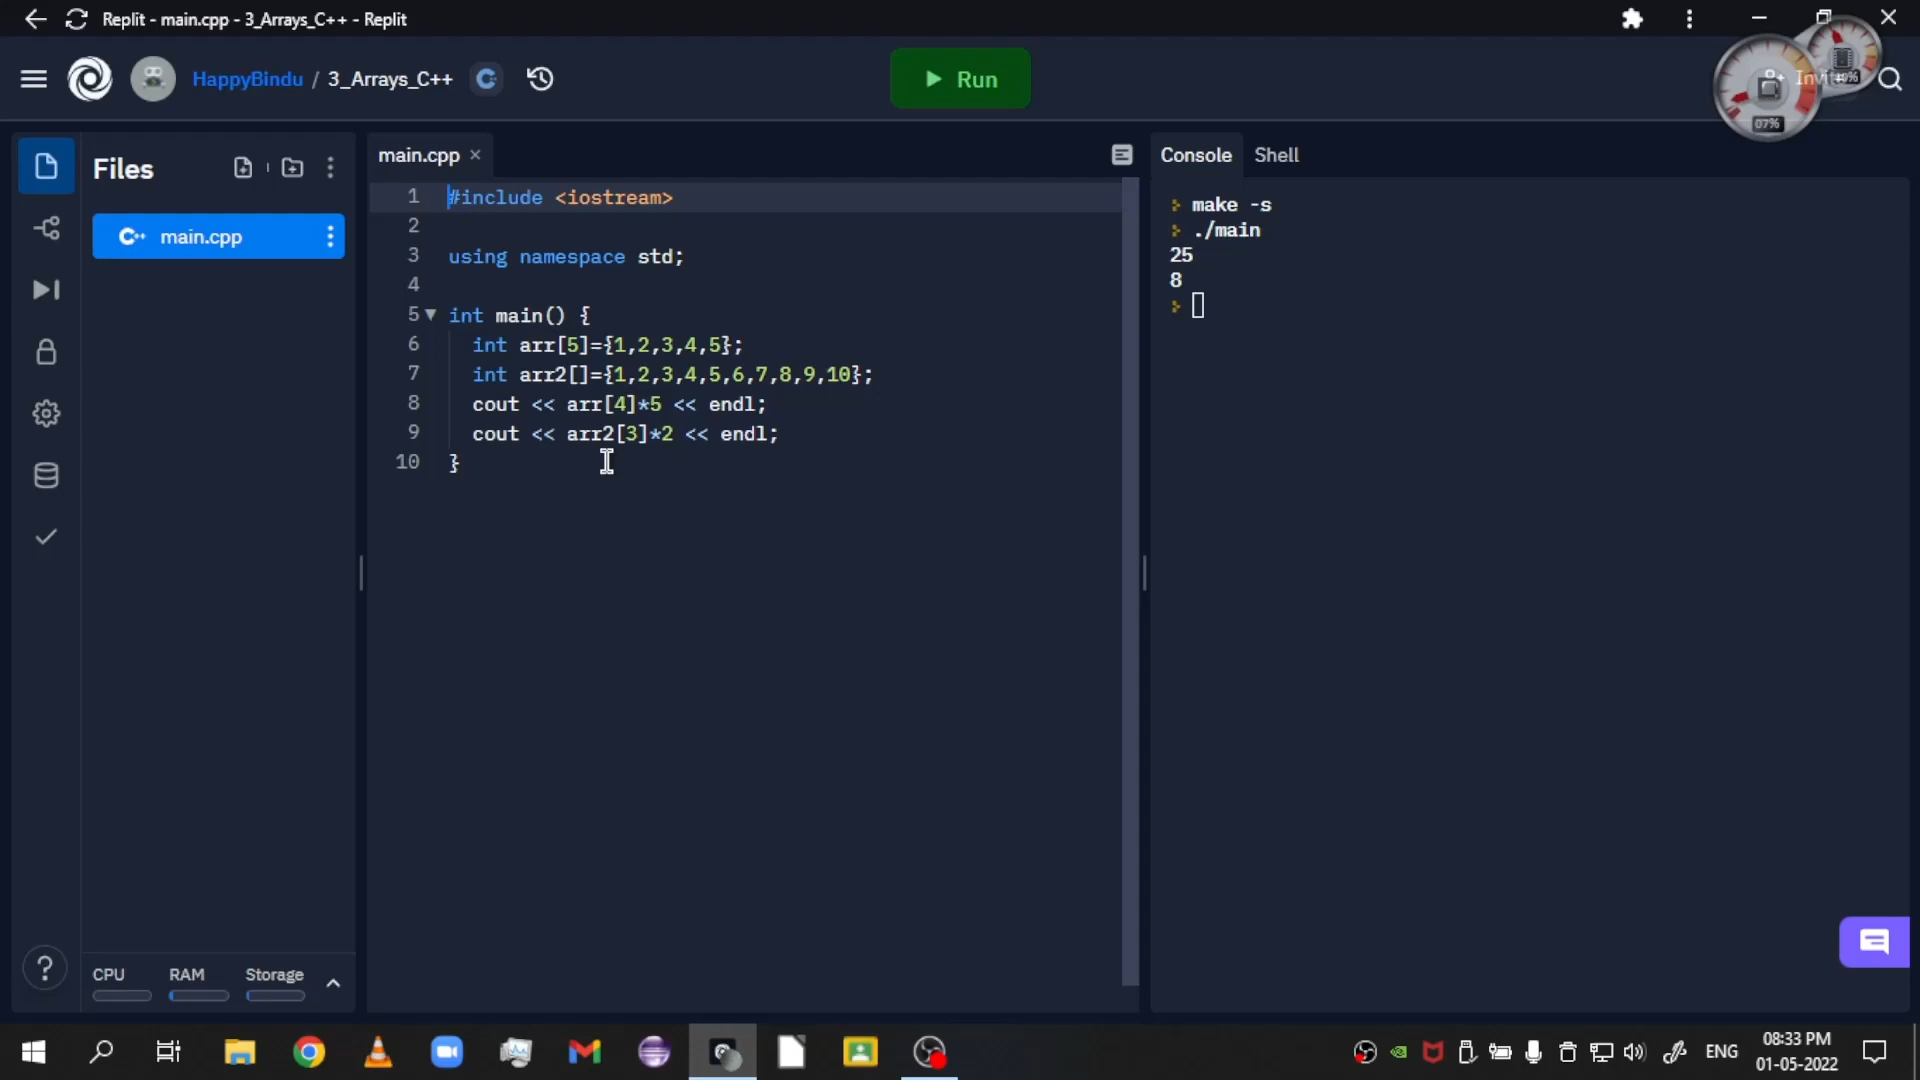 Replit - main.cpp - 3_Arrays_C++ - Replit
HappyBindu / 3_Arrays_C++
Run
07%
Files
main.cpp
main.cpp
Console
Shell
1 #include <iostream>
2
3 using namespace std;
4
5 int main() {
6 int arr[5]={1,2,3,4,5};
7 int arr2[]={1,2,3,4,5,6,7,8,9,10};
8 cout << arr[4]*5 << endl;
9 cout << arr2[3]*2 << endl;
10 }
make -s
./main
25
8
?
CPU
RAM
Storage
ENG
08:33 PM
01-05-2022